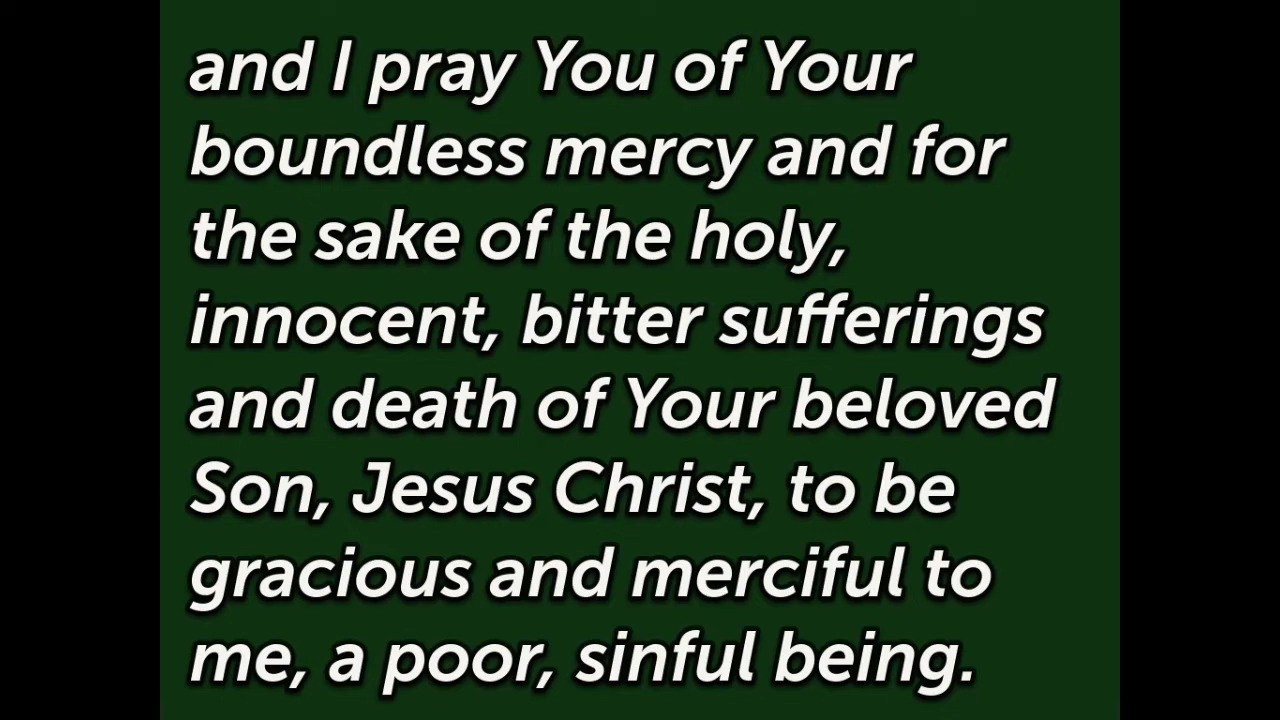 and I pray You of Your
boundless mercy and for
the sake of the holy,
innocent, bitter sufferings
and death of Your beloved
Son, Jesus Christ, to be
gracious and merciful to
me, a poor, sinful being.